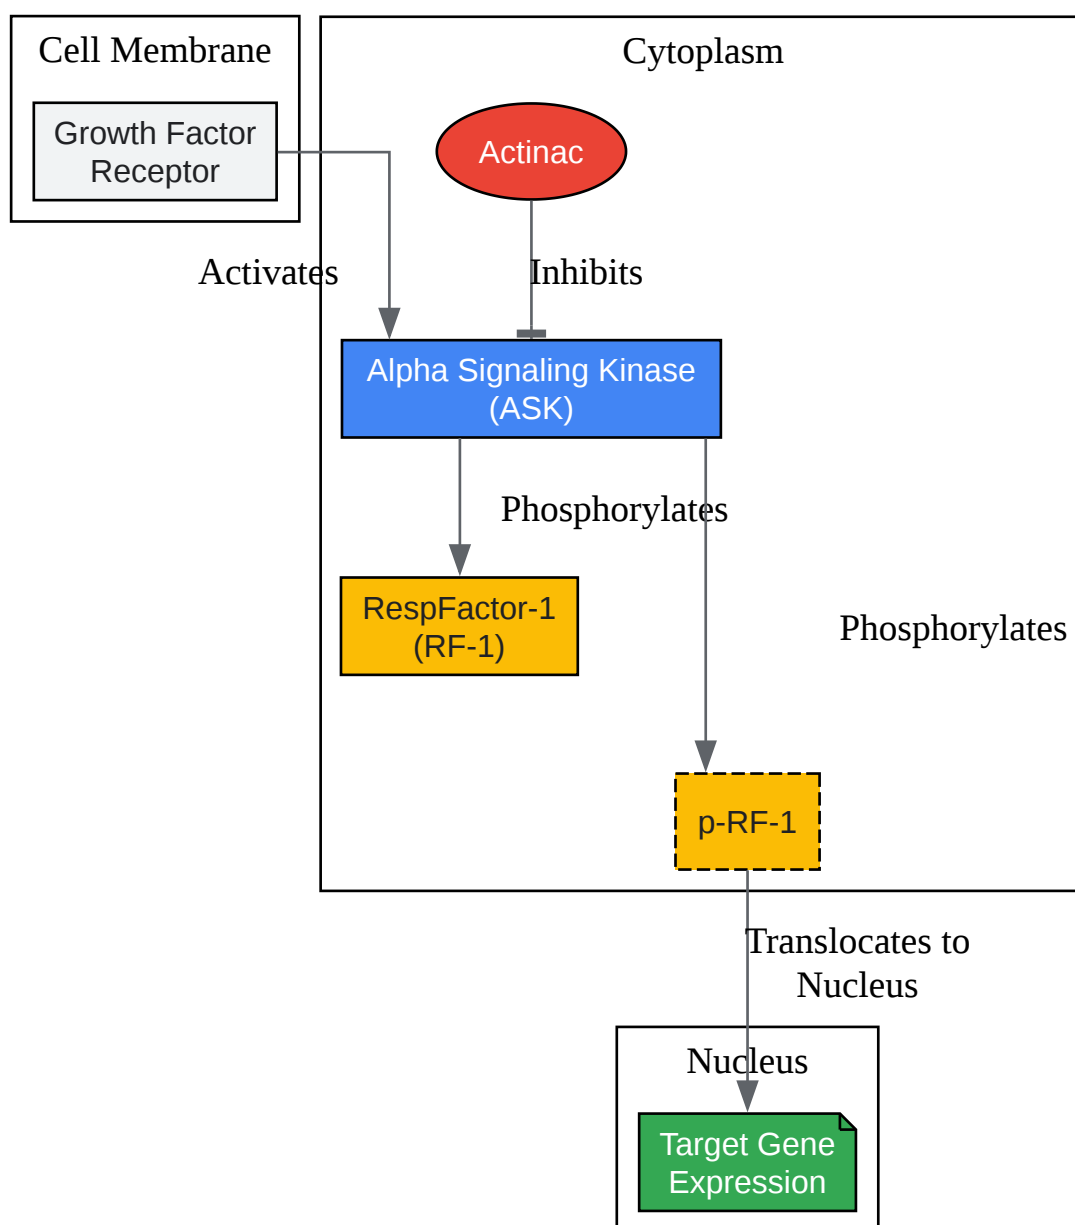 Cell Membrane
Cytoplasm
Growth Factor
Receptor
Actinac
Activates
Inhibits
Alpha Signaling Kinase
(ASK)
Phosphorylates
RespFactor-1
(RF-1)
Phosphorylates
p-RF-1
Translocates to
Nucleus
Nucleus
Target Gene
Expression